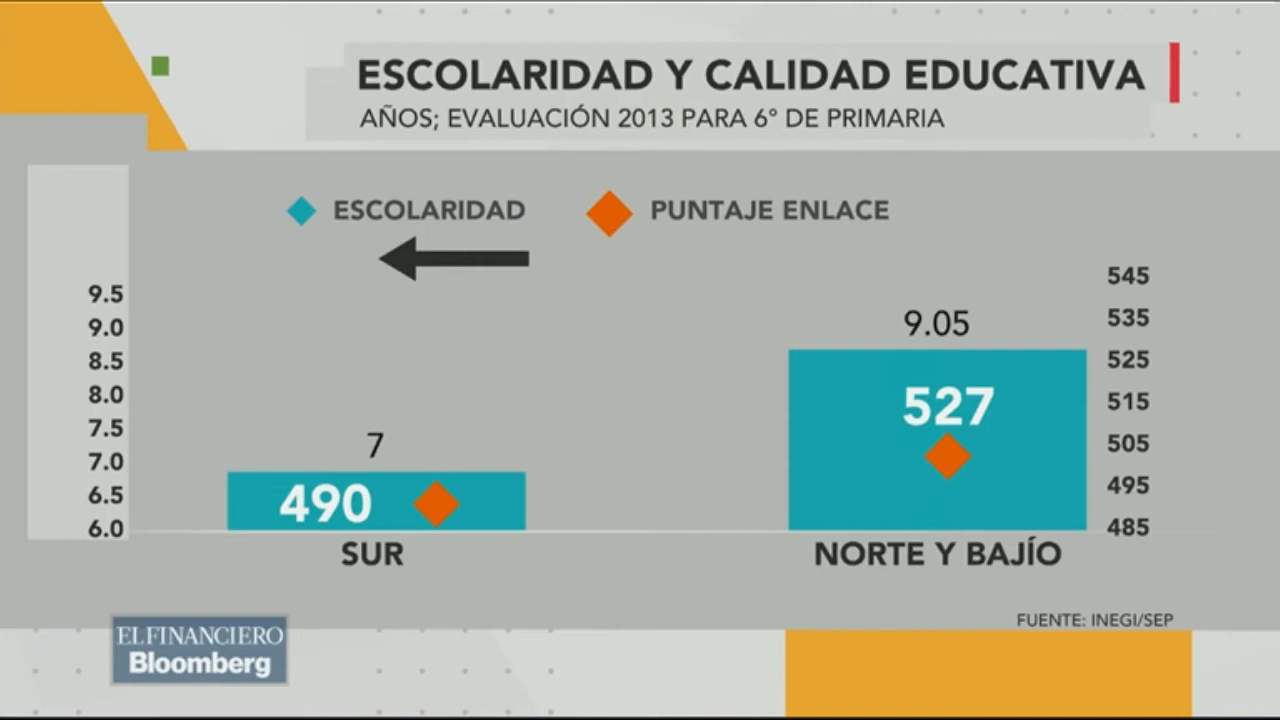 ESCOLARIDAD Y CALIDAD EDUCATIVA
AÑOS; EVALUACIÓN 2013 PARA 6° DE PRIMARIA
ESCOLARIDAD
PUNTAJE ENLACE
9.5
9.0
8.5
8.0
7.5
7.0
6.5
6.0
7
490
SUR
9.05
527
NORTE Y BAJÍO
545
535
525
515
505
495
485
FUENTE: INEGI/SEP
EL FINANCIERO
Bloomberg